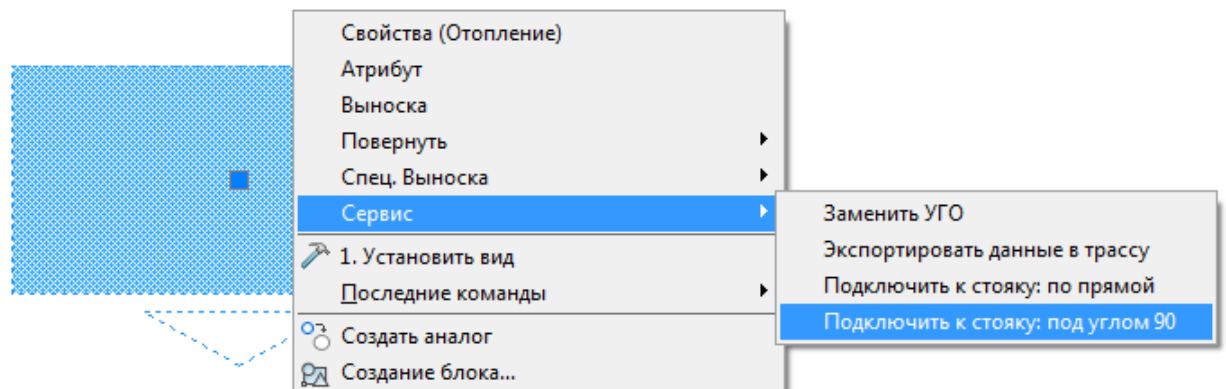 Свойства (Отопление)
Атрибут
Выноска
Повернуть
Спец. Выноска
Сервис
1. Установить вид
Последние команды
Создать аналог
Создание блока...
Заменить УГО
Экспортировать данные в трассу
Подключить к стояку: по прямой
Подключить к стояку: под углом 90